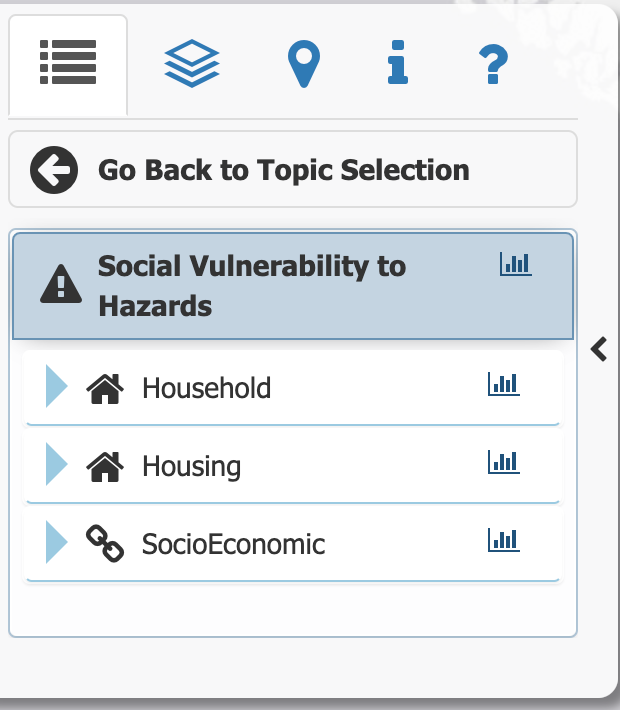 Go Back to Topic Selection
Social Vulnerability to
Hazards
Household
Housing
SocioEconomic